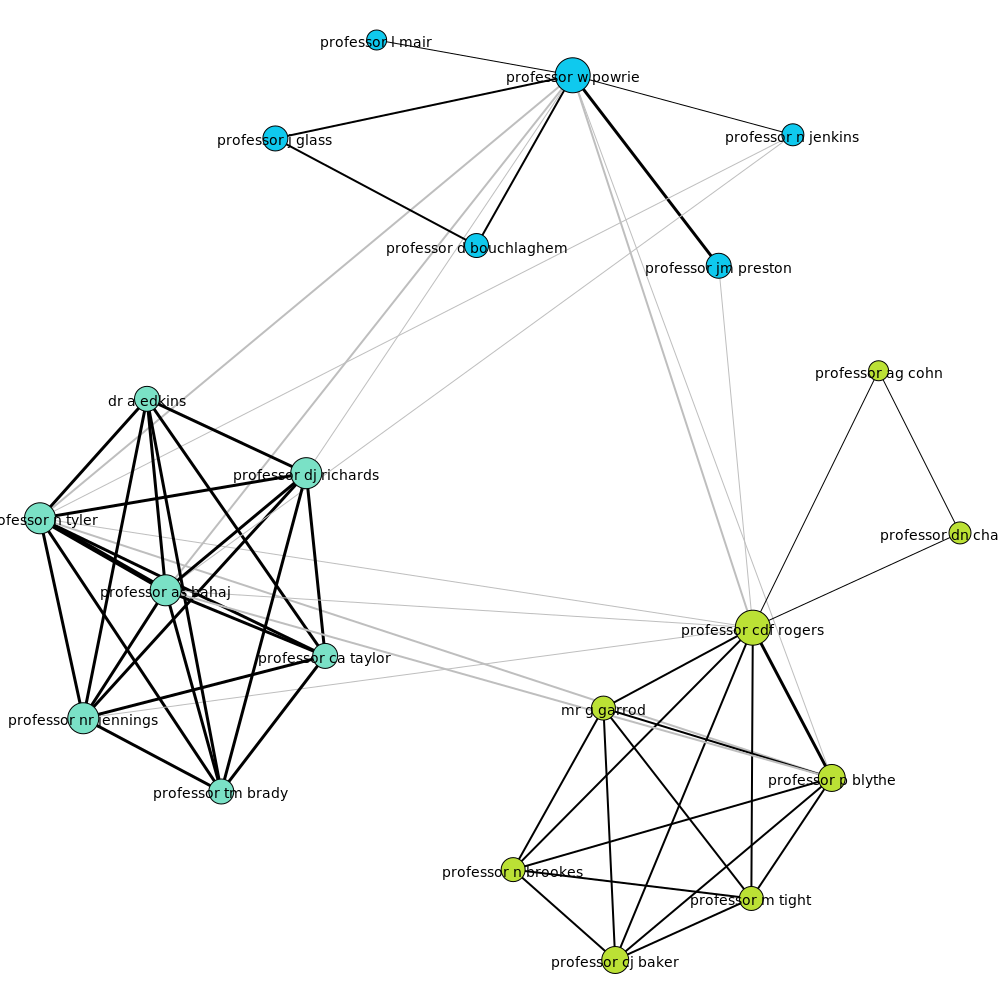 professor l mair
professor w powrie
professor j glass
professor n jenkins
professor d bouchlaghem
professor jm preston
professor ag cohn
dr a edkins
professor dj richards
ofessor n tyler
professor dn cha
professor as bahaj
professor cdf rogers
professor ca taylor
mr g garrod
professor nr jennings
professor p blythe
professor tm brady
professor n brookes
professor m tight
professor cj baker